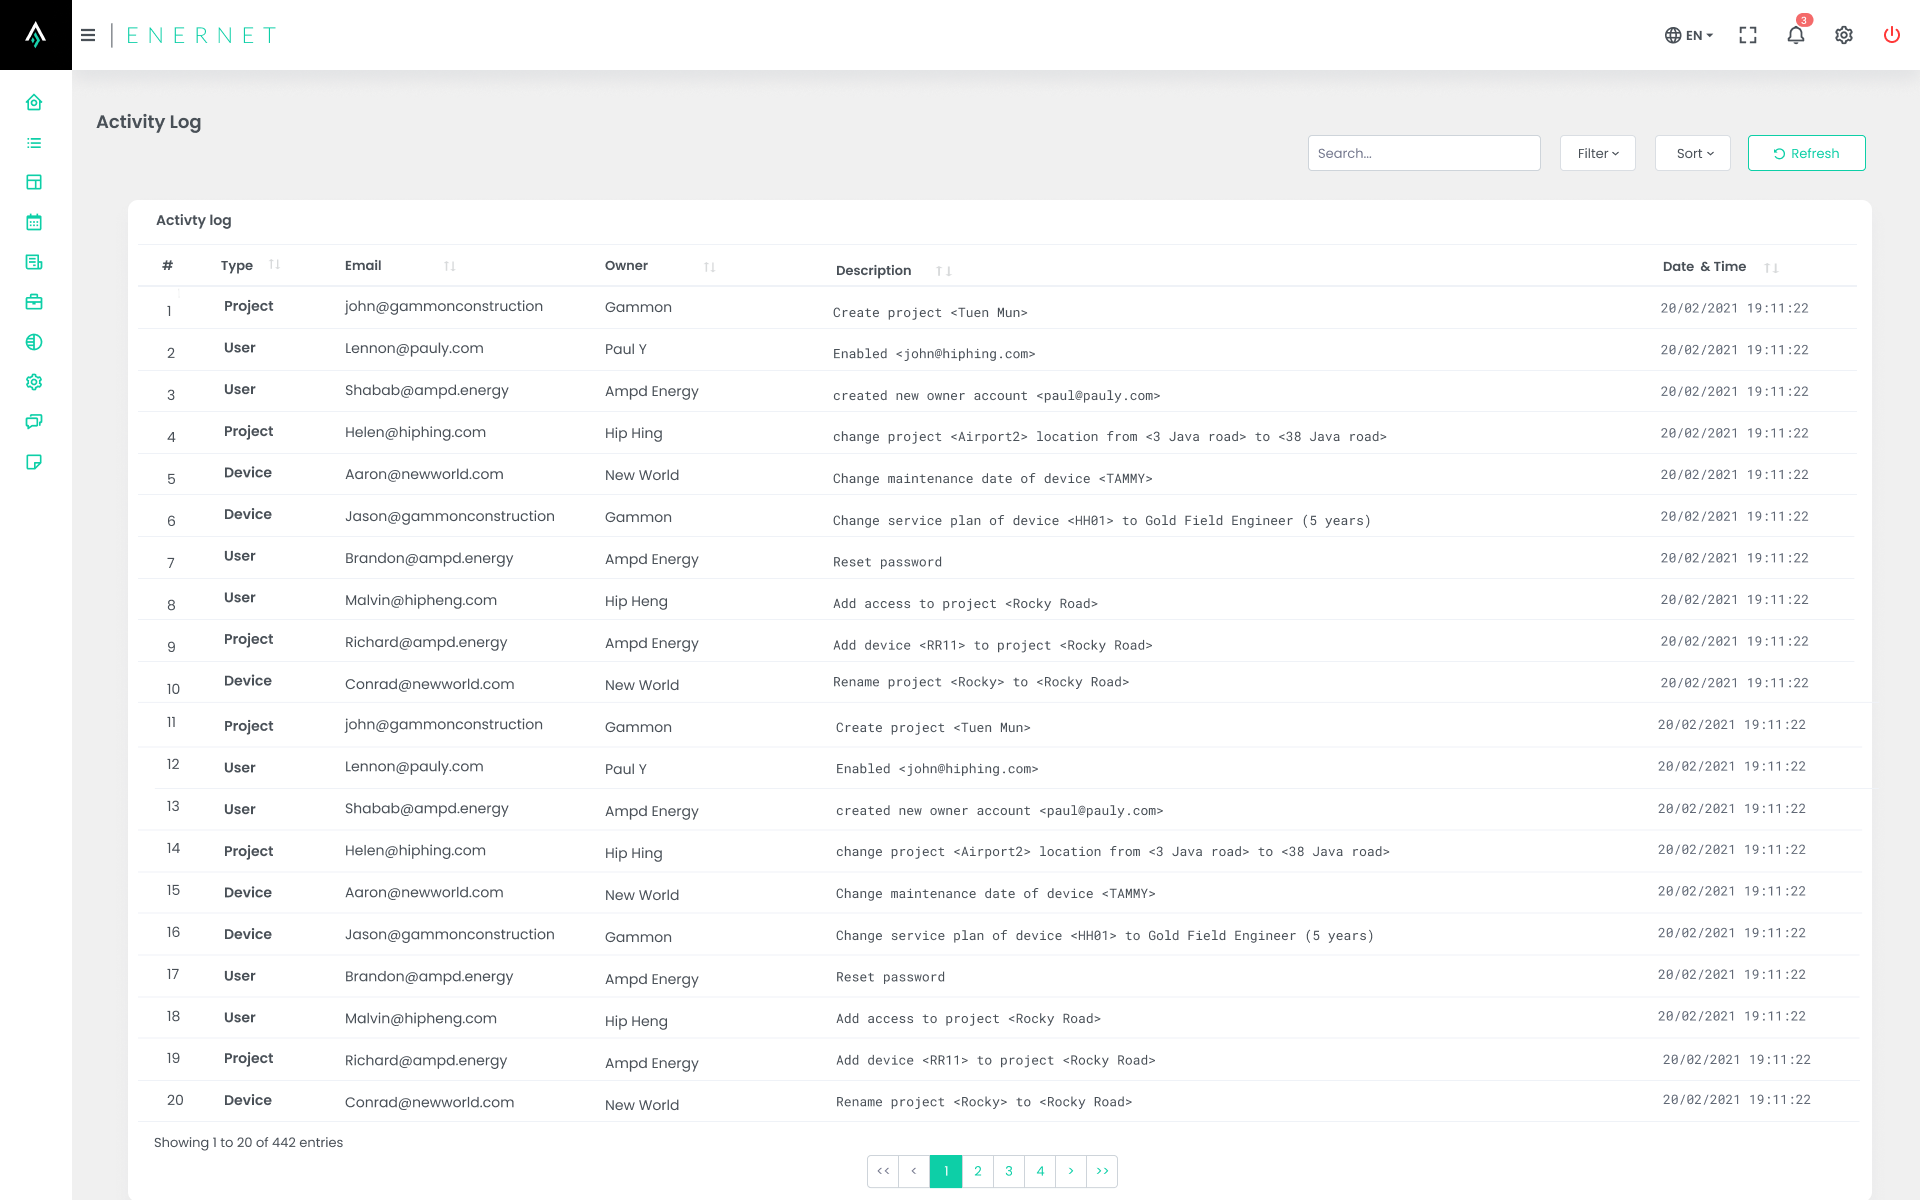 ENERNET
EN
3
Activity Log
Search...
Filter
Sort
Refresh
Activty log
# Type Email Owner Description Date & Time
1 Project john@gammonconstruction Gammon Create project <Tuen Mun> 20/02/2021 19:11:22
2 User Lennon@pauly.com Paul Y Enabled <john@hiphing.com> 20/02/2021 19:11:22
3 User Shabab@ampd.energy Ampd Energy created new owner account <paul@pauly.com> 20/02/2021 19:11:22
4 Project Helen@hiphing.com Hip Hing change project <Airport2> location from <3 Java road> to <38 Java road> 20/02/2021 19:11:22
5 Device Aaron@newworld.com New World Change maintenance date of device <TAMMY> 20/02/2021 19:11:22
6 Device Jason@gammonconstruction Gammon Change service plan of device <HH01> to Gold Field Engineer (5 years) 20/02/2021 19:11:22
7 User Brandon@ampd.energy Ampd Energy Reset password 20/02/2021 19:11:22
8 User Malvin@hipheng.com Hip Heng Add access to project <Rocky Road> 20/02/2021 19:11:22
9 Project Richard@ampd.energy Ampd Energy Add device <RR11> to project <Rocky Road> 20/02/2021 19:11:22
10 Device Conrad@newworld.com New World Rename project <Rocky> to <Rocky Road> 20/02/2021 19:11:22
11 Project john@gammonconstruction Gammon Create project <Tuen Mun> 20/02/2021 19:11:22
12 User Lennon@pauly.com Paul Y Enabled <john@hiphing.com> 20/02/2021 19:11:22
13 User Shabab@ampd.energy Ampd Energy created new owner account <paul@pauly.com> 20/02/2021 19:11:22
14 Project Helen@hiphing.com Hip Hing change project <Airport2> location from <3 Java road> to <38 Java road> 20/02/2021 19:11:22
15 Device Aaron@newworld.com New World Change maintenance date of device <TAMMY> 20/02/2021 19:11:22
16 Device Jason@gammonconstruction Gammon Change service plan of device <HH01> to Gold Field Engineer (5 years) 20/02/2021 19:11:22
17 User Brandon@ampd.energy Ampd Energy Reset password 20/02/2021 19:11:22
18 User Malvin@hipheng.com Hip Heng Add access to project <Rocky Road> 20/02/2021 19:11:22
19 Project Richard@ampd.energy Ampd Energy Add device <RR11> to project <Rocky Road> 20/02/2021 19:11:22
20 Device Conrad@newworld.com New World Rename project <Rocky> to <Rocky Road> 20/02/2021 19:11:22
Showing 1 to 20 of 442 entries
<< < 1 2 3 4 > >>